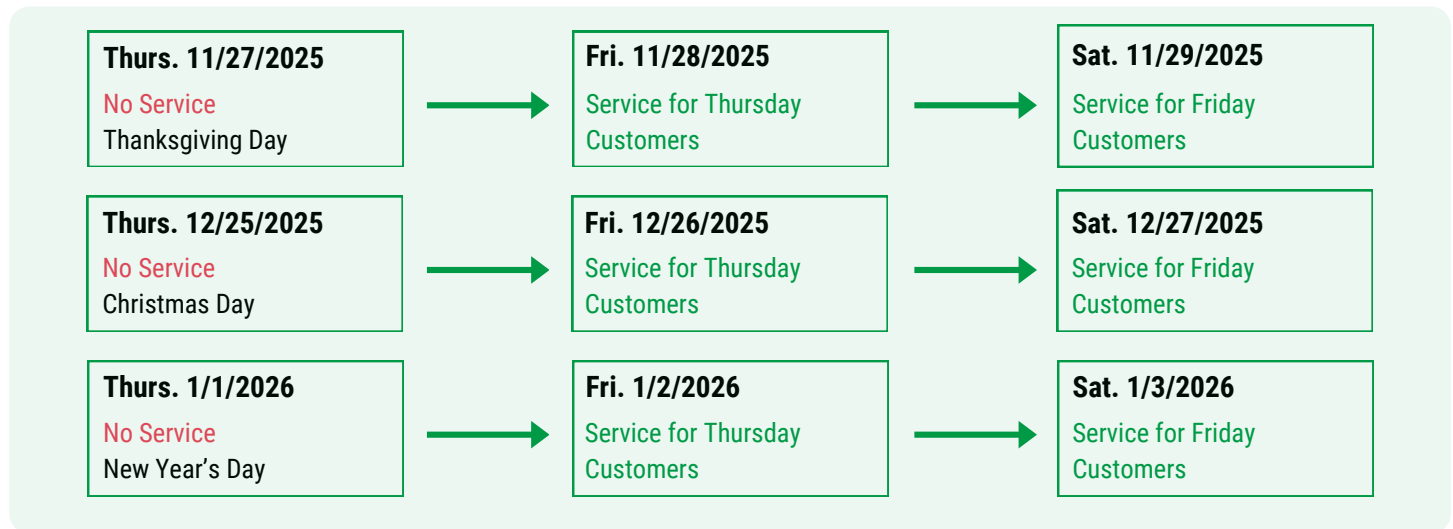 Thurs. 11/27/2025
No Service
Thanksgiving Day
Fri. 11/28/2025
Service for Thursday
Customers
Sat. 11/29/2025
Service for Friday
Customers
Thurs. 12/25/2025
No Service
Christmas Day
Fri. 12/26/2025
Service for Thursday
Customers
Sat. 12/27/2025
Service for Friday
Customers
Thurs. 1/1/2026
No Service
New Year’s Day
Fri. 1/2/2026
Service for Thursday
Customers
Sat. 1/3/2026
Service for Friday
Customers